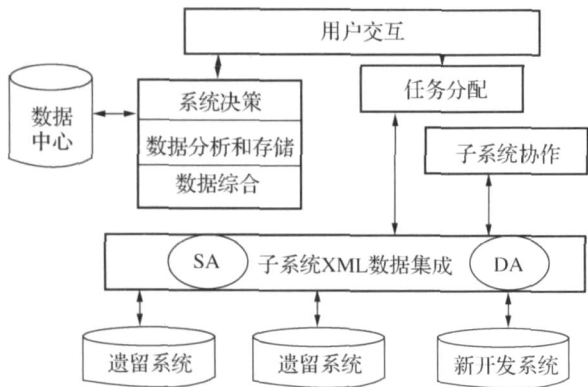 用户交互
数据
中心
系统决策
数据分析和存储
数据综合
任务分配
子系统协作
SA
子系统XML数据集成
DA
遗留系统
遗留系统
新开发系统